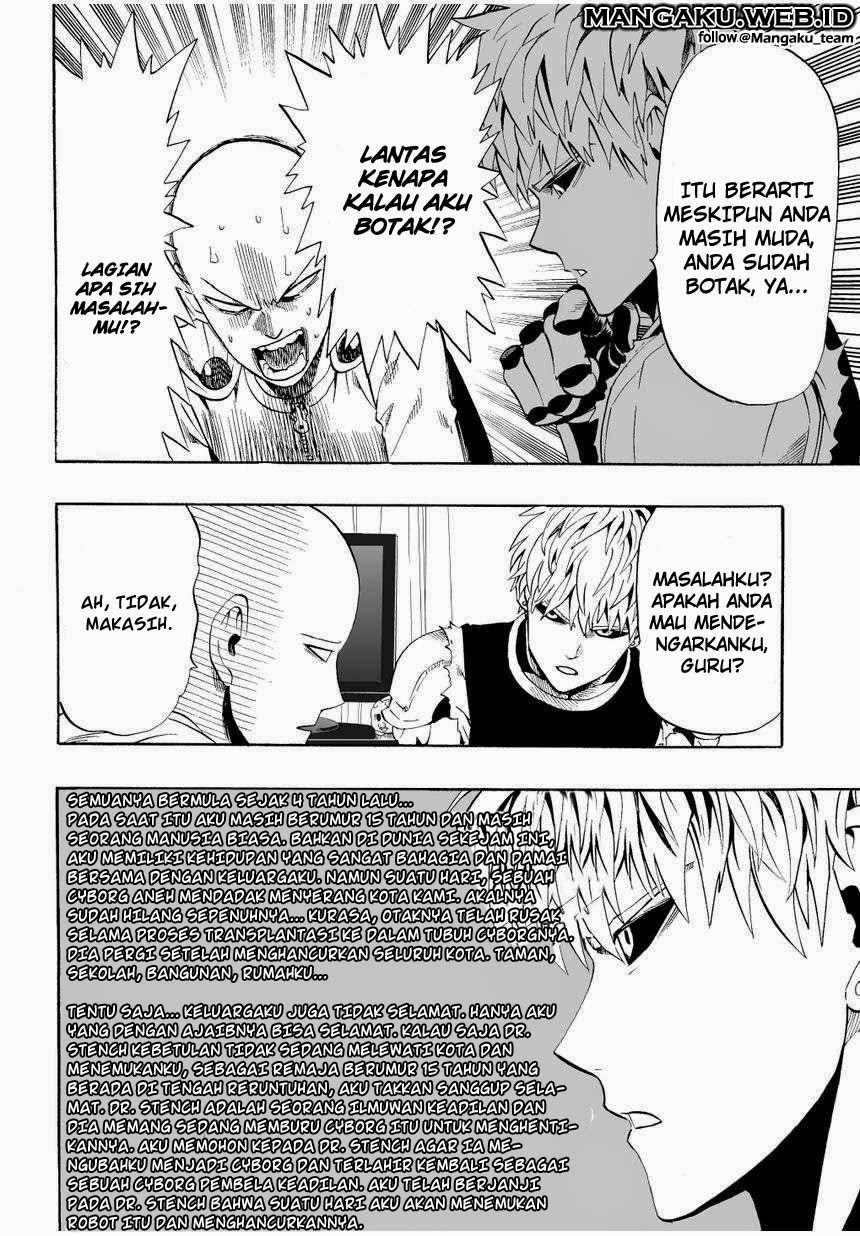 MANGAKU.WEB.ID
follow @Mangaku_team
ITU BERARTI
MESKIPUN ANDA
MASIH MUDA,
ANDA SUDAH
BOTAK, YA...
LANTAS
KENAPA
KALAU AKU
BOTAK!?
LAGIAN
APA SIH
MASALAH-
MU!?
MASALAHKU?
APAKAH ANDA
MAU MENDE-
NGARKANKU,
GURU?
AH, TIDAK,
MAKASIH.
SEMUANYA BERMULA SEJAK 4 TAHUN LALU...
PADA SAAT ITU AKU MASIH BERUMUR 15 TAHUN DAN MASIH
SEORANG MANUSIA BIASA. BAHKAN DI DUNIA SEKEJAM INI,
AKU MEMILIKI KEHIDUPAN YANG SANGAT BAHAGIA DAN DAMAI
BERSAMA DENGAN KELUARGAKU. NAMUN SUATU HARI, SEBUAH
CYBORG ANEH MENDADAK MENYERANG KOTA KAMI. AKALNYA
SUDAH HILANG SEPENUHNYA... KURASA, OTAKNYA TELAH RUSAK
SELAMA PROSES TRANSPLANTASI KE DALAM TUBUH CYBORGNYA.
DIA PERGI SETELAH MENGHANCURKAN SELURUH KOTA. TAMAN,
SEKOLAH, BANGUNAN, RUMAHKU...
TENTU SAJA... KELUARGAKU JUGA TIDAK SELAMAT. HANYA AKU
YANG DENGAN AJAIBNYA BISA SELAMAT. KALAU SAJA DR.
STENCH KEBETULAN TIDAK SEDANG MELEWATI KOTA DAN
MENEMUKANKU, SEBAGAI REMAJA BERUMUR 15 TAHUN YANG
BERADA DI TENGAH RERUNTUHAN, AKU TAKKAN SANGGUP SELA-
MAT. DR. STENCH ADALAH SEORANG ILMUWAN KEADILAN DAN
DIA MEMANG SEDANG MEMBURU CYBORG ITU UNTUK MENGHENTI-
KANNYA. AKU MEMOHON KEPADA DR. STENCH AGAR IA ME-
NGUBAHKU MENJADI CYBORG DAN TERLAHIR KEMBALI SEBAGAI
SEBUAH CYBORG PEMBELA KEADILAN. AKU TELAH BERJANJI
PADA DR. STENCH BAHWA SUATU HARI AKU AKAN MENEMUKAN
ROBOT ITU DAN MENGHANCURKANNYA.